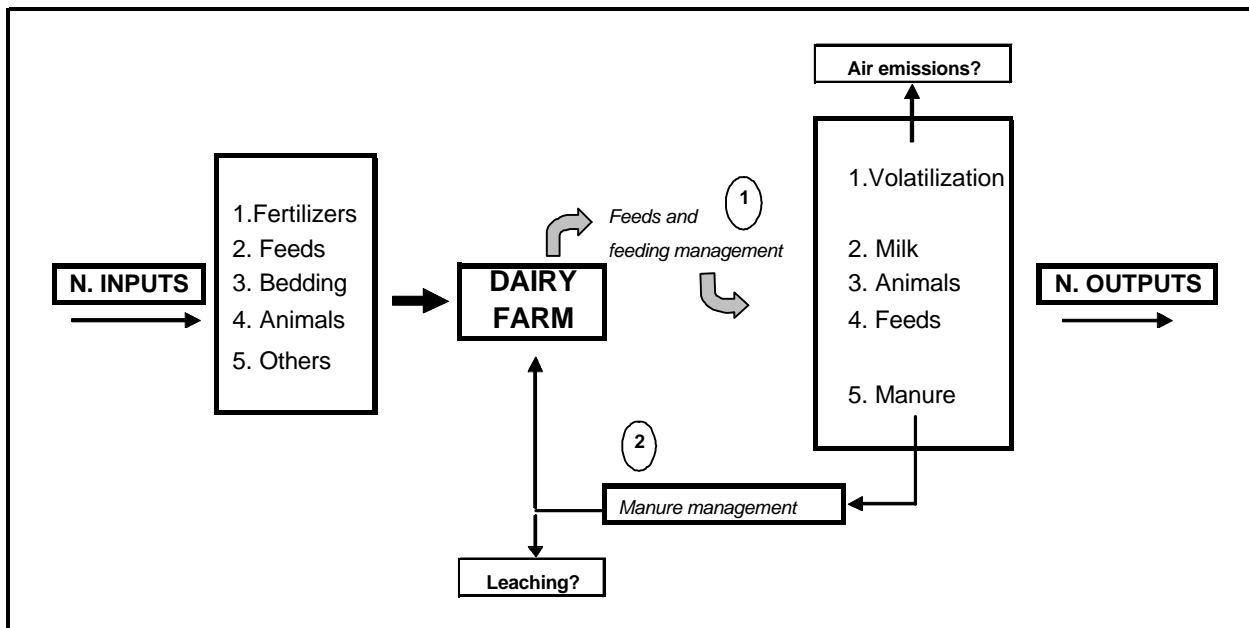 Air emissions?
N. INPUTS
1.Fertilizers
2. Feeds
3. Bedding
4. Animals
5. Others
DAIRY
FARM
Feeds and
feeding management
1
1.Volatilization
2. Milk
3. Animals
4. Feeds
5. Manure
N. OUTPUTS
2
Manure management
Leaching?